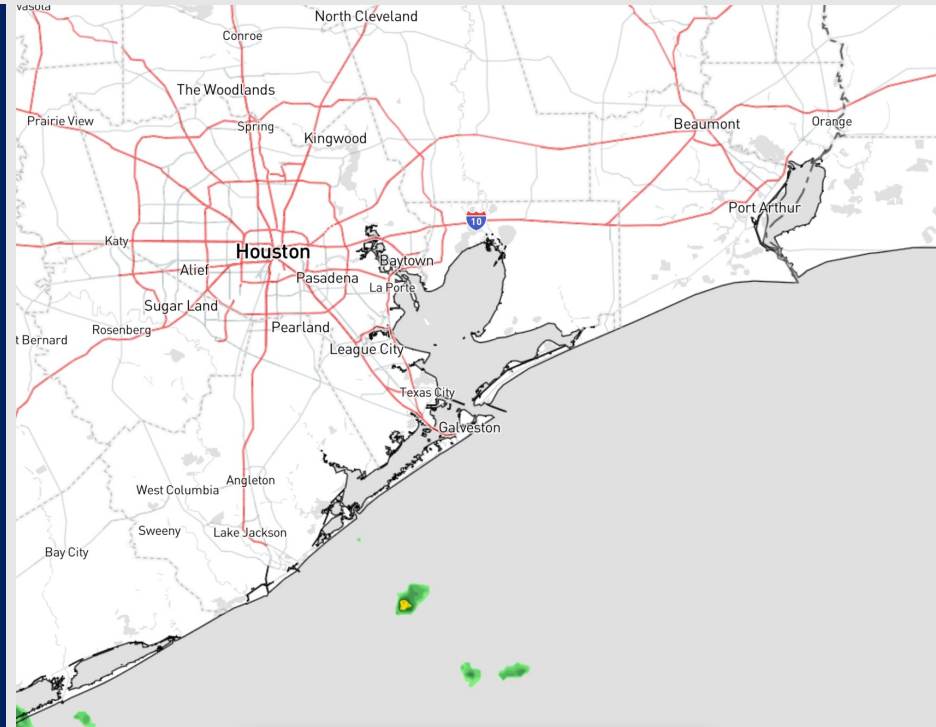 vasota
North Cleveland
Conroe
The Woodlands
Prairie View
Spring
Kingwood
Beaumont
Orange
Port Arthur
10
Katy
Houston
Baytown
Alief
Pasadena
La Porte
Sugar Land
Rosenberg
Pearland
t Bernard
League City
Texas City
Galveston
Angleton
West Columbia
Sweeny
Lake Jackson
Bay City